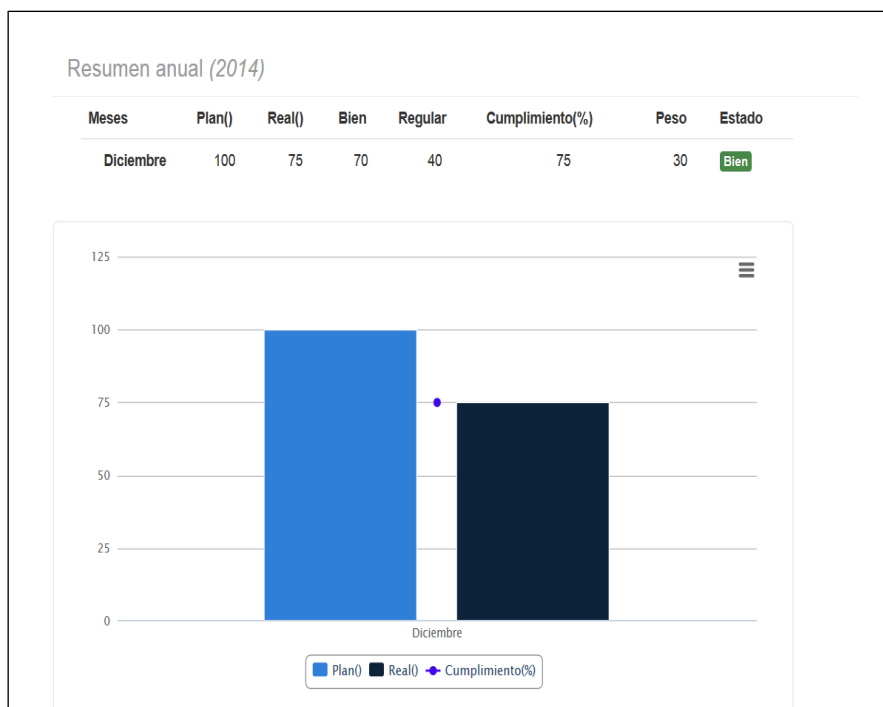 Resumen anual (2014)
Meses Plan() Real() Bien Regular Cumplimiento(%) Peso Estado
Diciembre 100 75 70 40 75 30 Bien
125
100
75
50
25
0
Diciembre
Plan() Real() Cumplimiento(%)